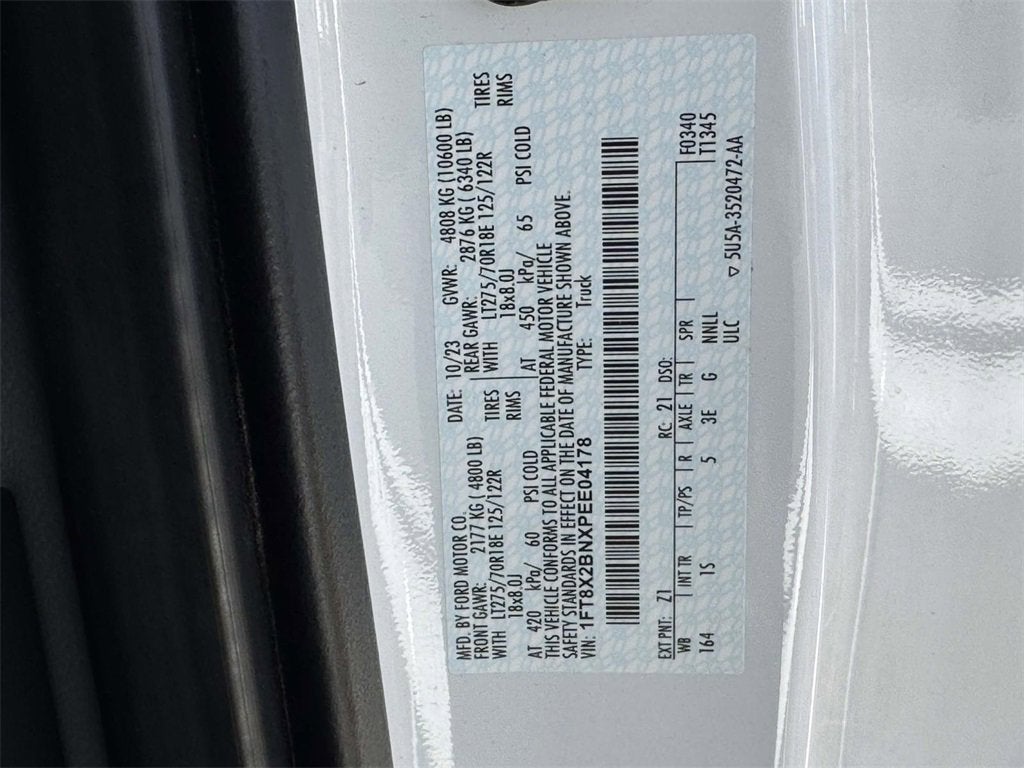 MFD. BY FORD MOTOR CO. DATE: 10/23 GVWR: 4808 KG (10600 LB)
FRONT GAWR: 2177 KG ( 4800 LB) REAR GAWR: 2876 KG ( 6340 LB)
WITH LT275/70R18E 125/122R TIRES WITH LT275/70R18E 125/122R TIRES
18x8.0J RIMS 18x8.0J RIMS
AT 420 kPa/ 60 PSI COLD AT 450 kPa/ 65 PSI COLD
THIS VEHICLE CONFORMS TO ALL APPLICABLE FEDERAL MOTOR VEHICLE
SAFETY STANDARDS IN EFFECT ON THE DATE OF MANUFACTURE SHOWN ABOVE.
VIN: 1FT8X2BNXPEE04178 TYPE: Truck
EXT PNT: Z1 RC: 21 DSO: F0340
WB INT TR TP/PS R AXLE TR SPR T1345
164 1S 5 3E G NNLL
ULC ▽ 5U5A-3520472-AA